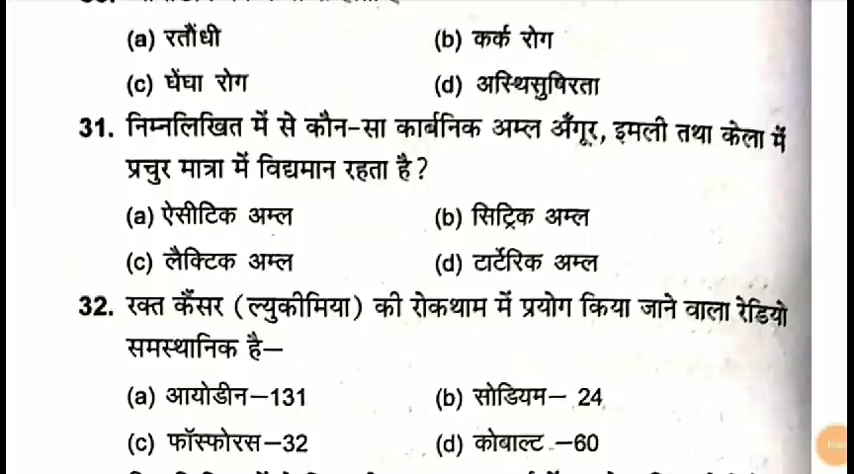 (a) रतौंधी (b) कर्क रोग
(c) घेंघा रोग (d) अस्थिसुषिरता
31. निम्नलिखित में से कौन-सा कार्बनिक अम्ल अँगूर, इमली तथा केला में
प्रचुर मात्रा में विद्यमान रहता है?
(a) ऐसीटिक अम्ल (b) सिट्रिक अम्ल
(c) लैक्टिक अम्ल (d) टार्टेरिक अम्ल
32. रक्त कैंसर (ल्युकीमिया) की रोकथाम में प्रयोग किया जाने वाला रेडियो
समस्थानिक है—
(a) आयोडीन—131 (b) सोडियम— 24
(c) फॉस्फोरस—32 (d) कोबाल्ट —60